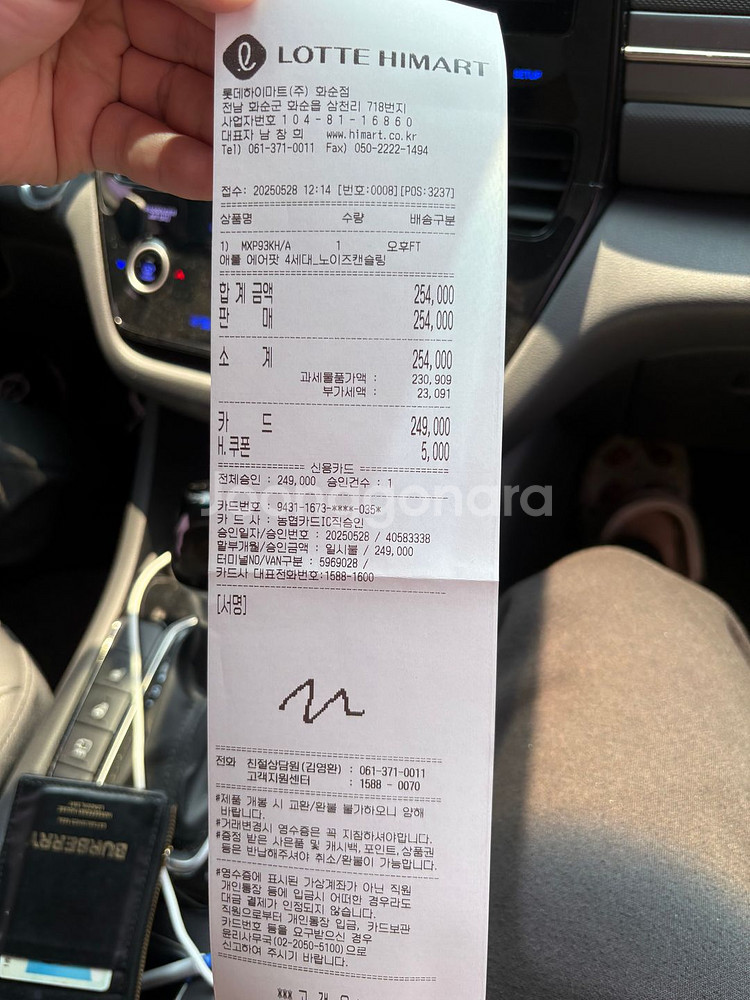 LOTTE HIMART
롯데하이마트(주) 화순점
전남 화순군 화순읍 삼천리 718번지
사업자번호 104-81-16860
대표자 남 창 희 www.himart.co.kr
Tel) 061-371-0011 Fax) 050-2222-1494
접수: 20250528 12:14 [번호:0008][POS:3237]
상품명 수량 배송구분
1) MXP93KH/A 1 오후FT
애플 에어팟 4세대_노이즈캔슬링
합계금액 254,000
판 매 254,000
소 계 254,000
과세물품가액 : 230,909
부가세액 : 23,091
카 드 249,000
H.쿠폰 5,000
신용카드
전체승인 : 249,000 승인건수 : 1
카드번호 : 9431-1673-****-035*
카 드 사 : 농협카드IC직승인
승인일자/승인번호 : 20250528 / 40583338
할부개월/승인금액 : 일시불 / 249,000
터미널NO/VAN구분 : 5969028 /
카드사 대표전화번호:1588-1600
[서명]
전화 친절상담원(김영환) : 061-371-0011
고객지원센터 : 1588 - 0070
#제품 개봉 시 교환/환불 불가하오니 양해
바랍니다.
#거래변경시 영수증은 꼭 지참하셔야합니다.
#증정 받은 사은품 및 캐시백,포인트,상품권
등은 반납해주셔야 취소/환불이 가능합니다.
#영수증에 표시된 가상계좌가 아닌 직원
개인통장 등에 입금시 어떠한 경우라도
대금 결제가 인정되지 않습니다.
직원으로부터 개인통장 입금, 카드보관
카드번호 등을 요구받으신 경우
윤리사무국(02-2050-5100)으로
신고하여 주시기 바랍니다.
*** 고 객
BURBERRY
SETUP
Joongonara